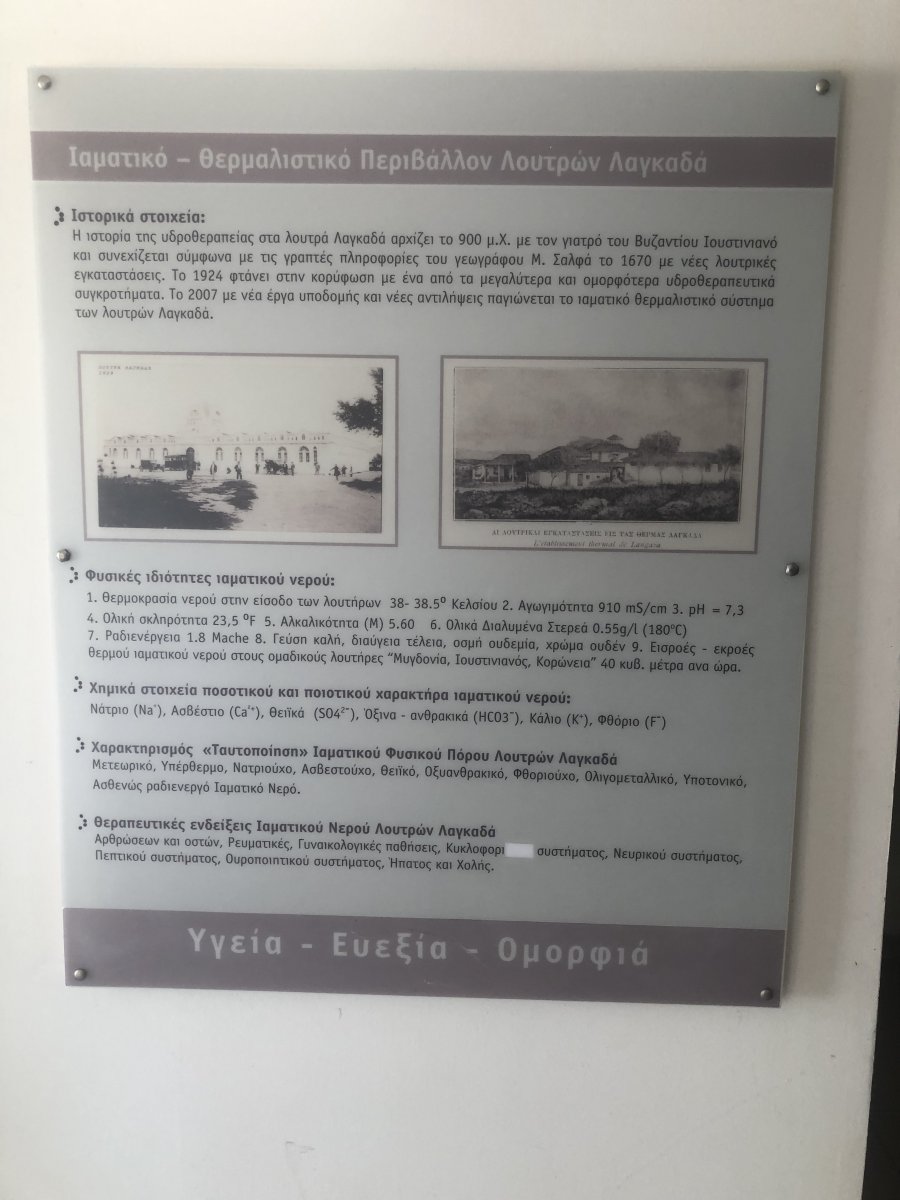 Ιαματικό – Θερμαλιστικό Περιβάλλον Λουτρών Λαγκαδά
Ιστορικά στοιχεία:
Η ιστορία της υδροθεραπείας στα λουτρά Λαγκαδά αρχίζει το 900 μ.Χ. με τον γιατρό του Βυζαντίου Ιουστινιανό
και συνεχίζεται σύμφωνα με τις γραπτές πληροφορίες του γεωγράφου Μ. Σαλφά το 1670 με νέες λουτρικές
εγκαταστάσεις. Το 1924 φτάνει στην κορύφωση με ένα από τα μεγαλύτερα και ομορφότερα υδροθεραπευτικά
συγκροτήματα. Το 2007 με νέα έργα υποδομής και νέες αντιλήψεις παγιώνεται το ιαματικό θερμαλιστικό σύστημα
των λουτρών Λαγκαδά.
ΛΟΥΤΡΑ ΛΑΓΚΑΔΑ
ΑΙ ΛΟΥΤΡΙΚΑΙ ΕΓΚΑΤΑΣΤΑΣΕΙΣ ΕΙΣ ΤΑΣ ΘΕΡΜΑΣ ΛΑΓΚΑΔΑ
L'établissement thermal de Langaza
Φυσικές ιδιότητες ιαματικού νερού:
1. Θερμοκρασία νερού στην είσοδο των λουτήρων 38- 38.5⁰ Κελσίου 2. Αγωγιμότητα 910 mS/cm 3. pH = 7,3
4. Ολική σκληρότητα 23,5 ⁰F 5. Αλκαλικότητα (Μ) 5.60 6. Ολικά Διαλυμένα Στερεά 0.55g/l (180°C)
7. Ραδιενέργεια 1.8 Mache 8. Γεύση καλή, διαύγεια τέλεια, οσμή ουδεμία, χρώμα ουδέν 9. Εισροές - εκροές
θερμού ιαματικού νερού στους ομαδικούς λουτήρες “Μυγδονία, Ιουστινιανός, Κορώνεια” 40 κυβ. μέτρα ανα ώρα.
Χημικά στοιχεία ποσοτικού και ποιοτικού χαρακτήρα ιαματικού νερού:
Νάτριο (Na⁺), Ασβέστιο (Ca²⁺), Θειϊκά (SO4²⁻), Όξινα - ανθρακικά (HCO3⁻), Κάλιο (K⁺), Φθόριο (F⁻)
Χαρακτηρισμός «Ταυτοποίηση» Ιαματικού Φυσικού Πόρου Λουτρών Λαγκαδά
Μετεωρικό, Υπέρθερμο, Νατριούχο, Ασβεστούχο, Θειϊκό, Οξυανθρακικό, Φθοριούχο, Ολιγομεταλλικό, Υποτονικό,
Ασθενώς ραδιενεργό Ιαματικό Νερό.
Θεραπευτικές ενδείξεις Ιαματικού Νερού Λουτρών Λαγκαδά
Αρθρώσεων και οστών, Ρευματικές, Γυναικολογικές παθήσεις, Κυκλοφορι συστήματος, Νευρικού συστήματος,
Πεπτικού συστήματος, Ουροποιητικού συστήματος, Ήπατος και Χολής.
Υγεία - Ευεξία - Ομορφιά